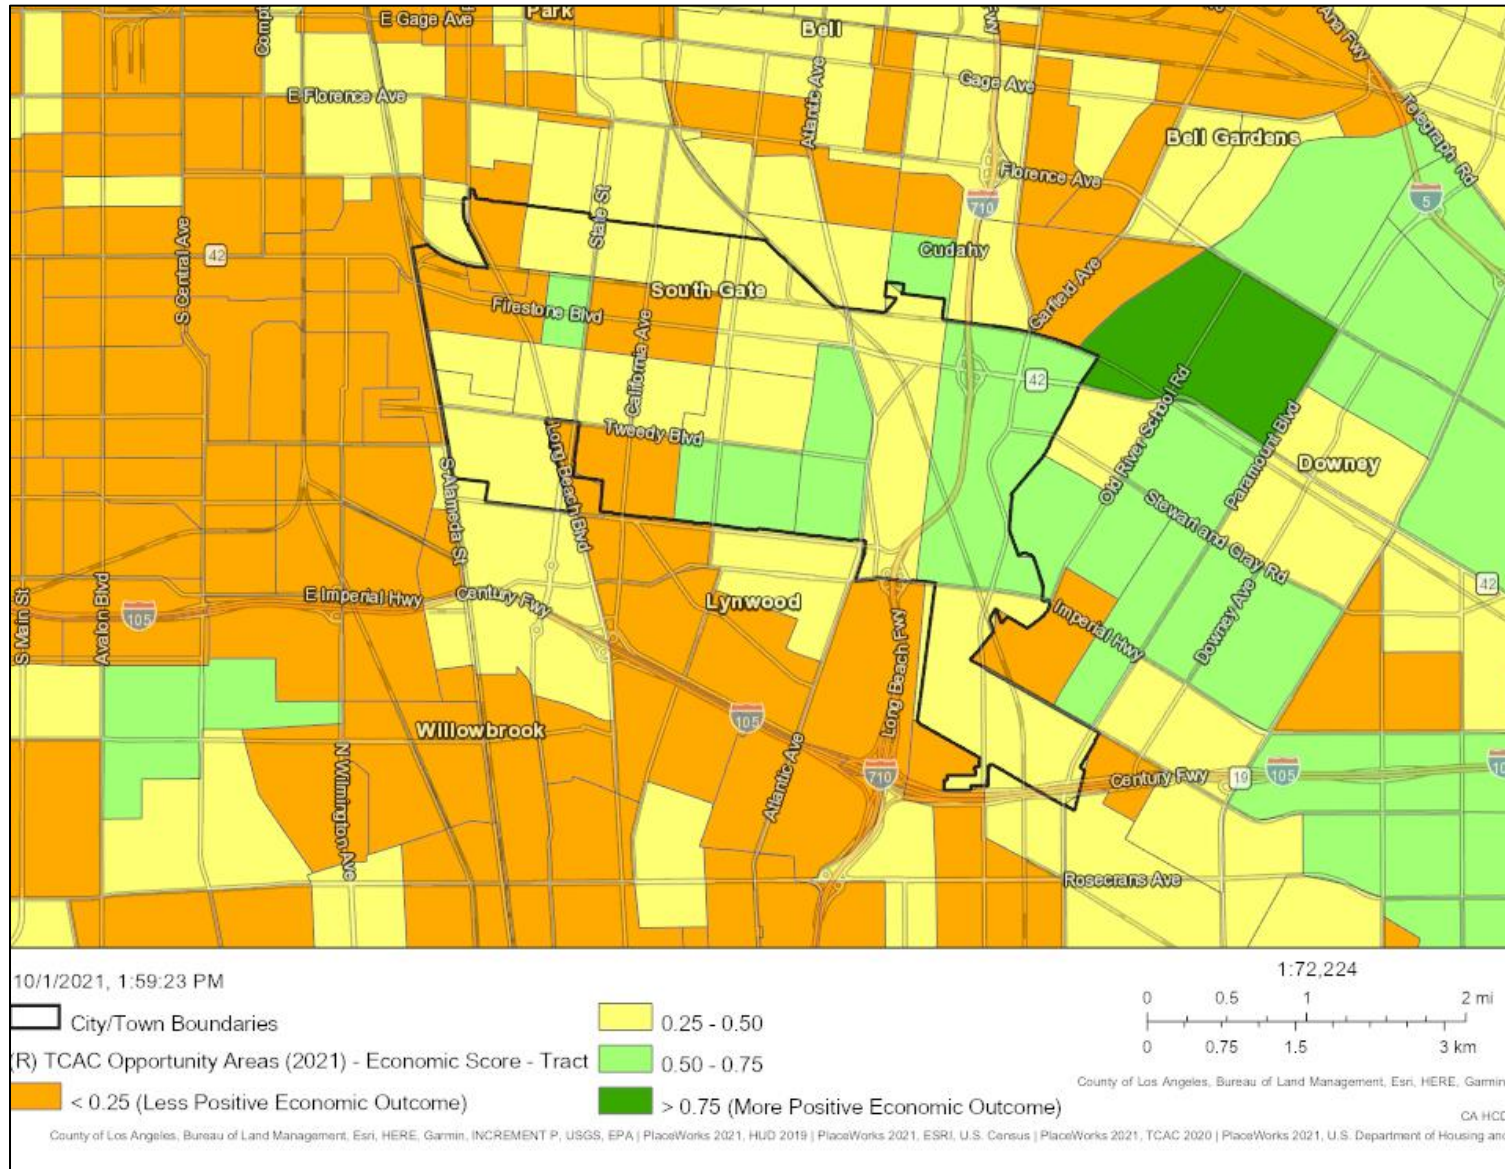 E Gage Ave
Park
Bell
Ana Fwy
Compt
E Florence Ave
Atlantic Ave
Gage Ave
Telegraph Rd
Bell Gardens
Florence Ave
710
5
State St
S Central Ave
42
Cudahy
South Gate
Garfield Ave
Firestone Blvd
California Ave
42
Old River School Rd
Tweedy Blvd
Long Beach Blvd
Paramount Blvd
Downey
S Alameda St
Stewart and Gray Rd
42
S Main St
Avalon Blvd
105
E Imperial Hwy
Century Fwy
Lynwood
Imperial Hwy
Downey Ave
Long Beach Fwy
Willowbrook
105
N Wilmington Ave
Atlantic Ave
710
Century Fwy
19
105
10
Rosecrans Ave
10/1/2021, 1:59:23 PM
City/Town Boundaries
(R) TCAC Opportunity Areas (2021) - Economic Score - Tract
< 0.25 (Less Positive Economic Outcome)
0.25 - 0.50
0.50 - 0.75
> 0.75 (More Positive Economic Outcome)
1:72,224
0 0.5 1 2 mi
0 0.75 1.5 3 km
County of Los Angeles, Bureau of Land Management, Esri, HERE, Garmin
CA HCD
County of Los Angeles, Bureau of Land Management, Esri, HERE, Garmin, INCREMENT P, USGS, EPA | PlaceWorks 2021, HUD 2019 | PlaceWorks 2021, ESRI, U.S. Census | PlaceWorks 2021, TCAC 2020 | PlaceWorks 2021, U.S. Department of Housing and